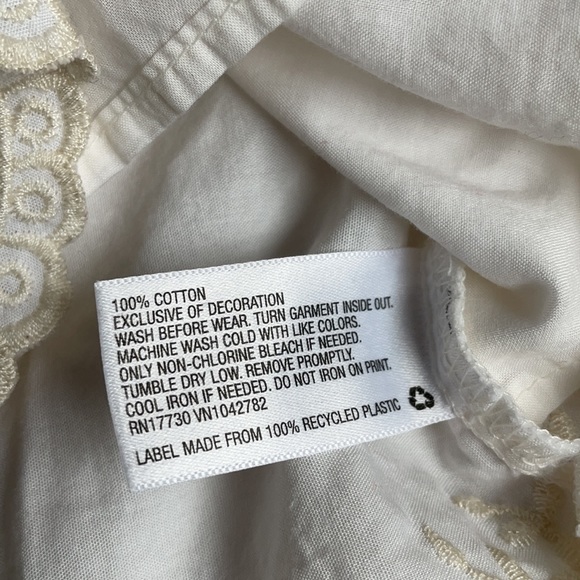 100% COTTON
EXCLUSIVE OF DECORATION
WASH BEFORE WEAR. TURN GARMENT INSIDE OUT.
MACHINE WASH COLD WITH LIKE COLORS.
ONLY NON-CHLORINE BLEACH IF NEEDED.
TUMBLE DRY LOW. REMOVE PROMPTLY.
COOL IRON IF NEEDED. DO NOT IRON ON PRINT.
RN17730 VN1042782
LABEL MADE FROM 100% RECYCLED PLASTIC